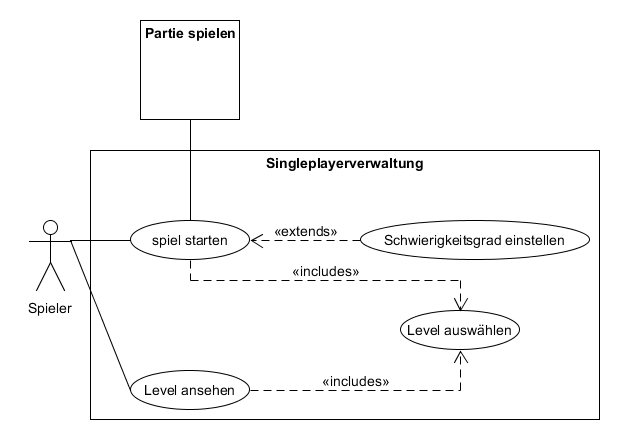 Partie spielen
Singleplayerverwaltung
spiel starten
«extends»
Schwierigkeitsgrad einstellen
«includes»
Spieler
Level auswählen
Level ansehen
«includes»